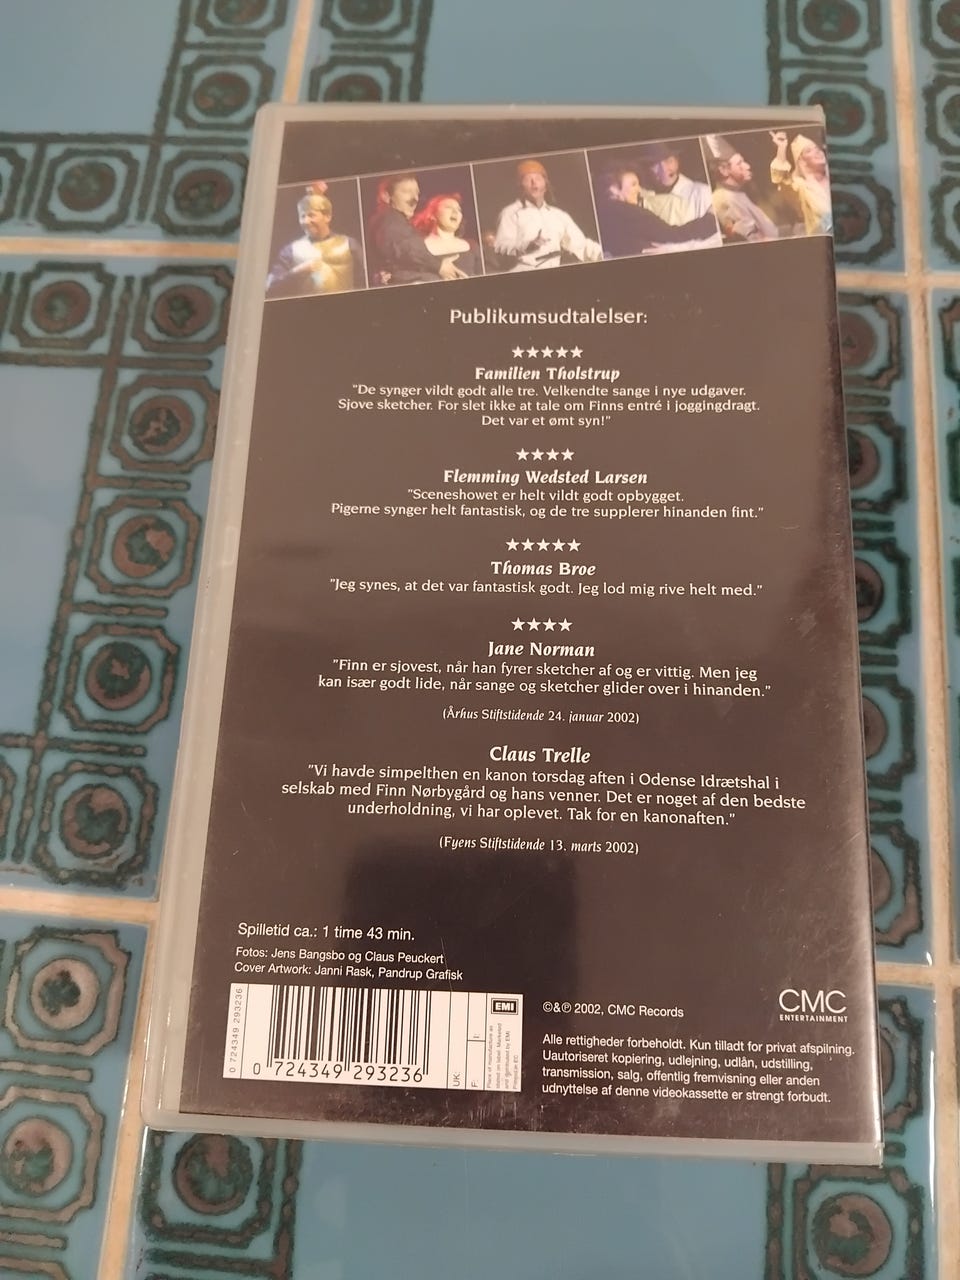 Publikumsudtalelser:
★★★★★
Familien Tholstrup
"De synger vildt godt alle tre. Velkendte sange i nye udgaver.
Sjove sketcher. For slet ikke at tale om Finns entré i joggingdragt.
Det var et ømt syn!"
★★★★
Flemming Wedsted Larsen
"Sceneshowet er helt vildt godt opbygget.
Pigerne synger helt fantastisk, og de tre supplerer hinanden fint."
★★★★★
Thomas Broe
"Jeg synes, at det var fantastisk godt. Jeg lod mig rive helt med."
★★★★
Jane Norman
"Finn er sjovest, når han fyrer sketcher af og er vittig. Men jeg
kan især godt lide, når sange og sketcher glider over i hinanden."
(Århus Stiftstidende 24. januar 2002)
Claus Trelle
"Vi havde simpelthen en kanon torsdag aften i Odense Idrætshal i
selskab med Finn Nørbygård og hans venner. Det er noget af den bedste
underholdning, vi har oplevet. Tak for en kanonaften."
(Fyens Stiftstidende 13. marts 2002)
Spilletid ca.: 1 time 43 min.
Fotos: Jens Bangsbo og Claus Peuckert
Cover Artwork: Janni Rask, Pandrup Grafisk
0 724349 293236
0 724349 293236
UK:
F:
I:
EMI
©&℗ 2002, CMC Records
CMC
ENTERTAINMENT
Alle rettigheder forbeholdt. Kun tilladt for privat afspilning.
Uautoriseret kopiering, udlejning, udlån, udstilling,
transmission, salg, offentlig fremvisning eller anden
udnyttelse af denne videokassette er strengt forbudt.